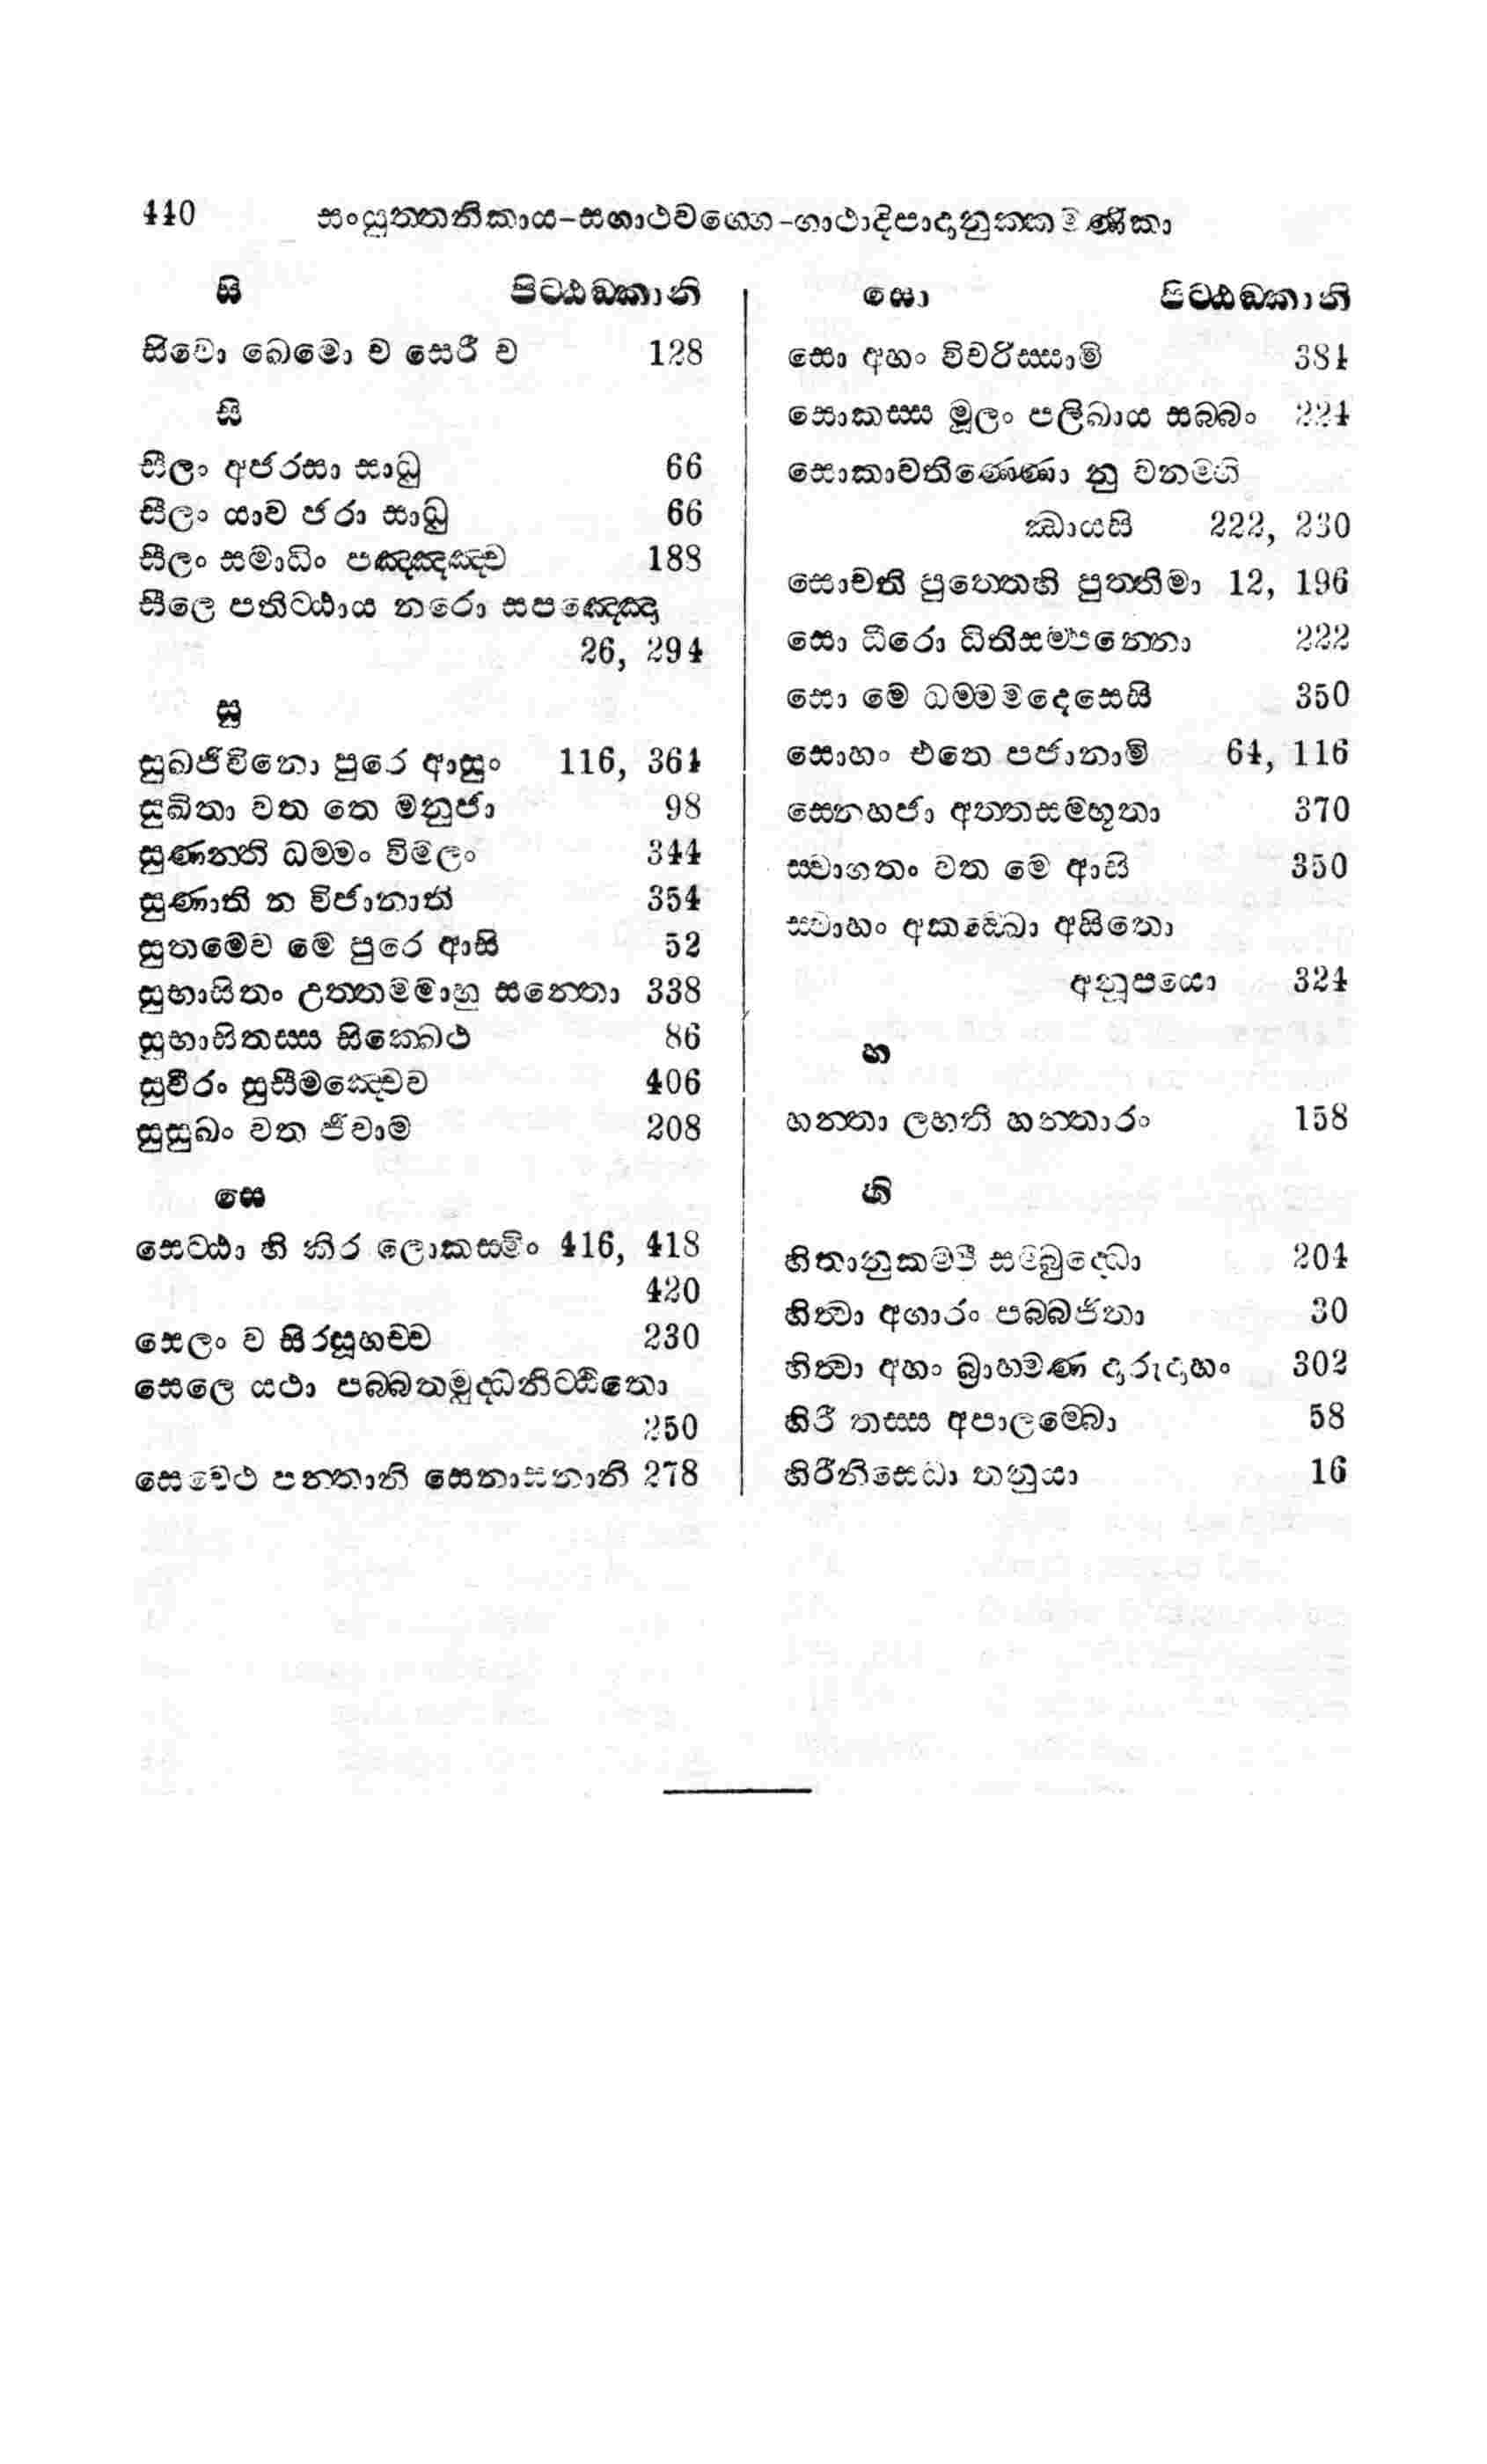 440 සංයුත්තනිකාය-සගාථවග්ගෙ-ගාථාදිපාදානුක්කමණිකා
සි පිට්ඨඞ්කානි
සිවො ඛෙමො ච සෙරී ච 128
සී
සීලං අජරසා සාධු 66
සීලං යාව ජරා සාධු 66
සීලං සමාධිං පඤ්ඤඤ්ච 188
සීලෙ පතිට්ඨාය නරො සපඤ්ඤො
26, 294
සු
සුඛජීවිනො පුරෙ ආසුං 116, 364
සුඛිතා වත තෙ මනුජා 98
සුණන්ති ධම්මං විමලං 344
සුණාති න විජානාති 354
සුතමෙව මෙ පුරෙ ආසි 52
සුභාසිතං උත්තමමාහු සන්තො 338
සුභාසිතස්ස සික්ඛෙථ 86
සුවීරං සුසීමඤ්චෙව 406
සුසුඛං වත ජීවාම 208
සෙ
සෙට්ඨා හි කිර ලොකස්මිං 416, 418
420
සෙලං ව සිරසූහච්ච 230
සෙලෙ යථා පබ්බතමුද්ධනිට්ඨිතො
250
සෙවෙථ පන්තානි සෙනාසනානි 278
සො පිට්ඨඞ්කානි
සො අහං විචරිස්සාමි 384
සොකස්ස මූලං පලිඛාය සබ්බං 224
සොකාවතිණ්ණො නු වනම්හි
ඣායසි 222, 230
සොචති පුත්තෙහි පුත්තිමා 12, 196
සො ධීරො ධිතිසම්පන්නො 222
සො මෙ ධම්මමදෙසෙසි 350
සොහං එතෙ පජානාමි 64, 116
ස්නෙහජා අත්තසම්භූතා 370
ස්වාගතං වත මෙ ආසි 350
ස්වාහං අකඞ්ඛො අසිතො
අනූපයො 324
හ
හන්තා ලභති හන්තාරං 158
හි
හිතානුකම්පී සම්බුද්ධො 204
හිත්වා අගාරං පබ්බජිතා 30
හිත්වා අහං බ්‍රාහ්මණ දාරුදාහං 302
හිරී තස්ස අපාලම්බො 58
හිරීනිසෙධා තනුයා 16